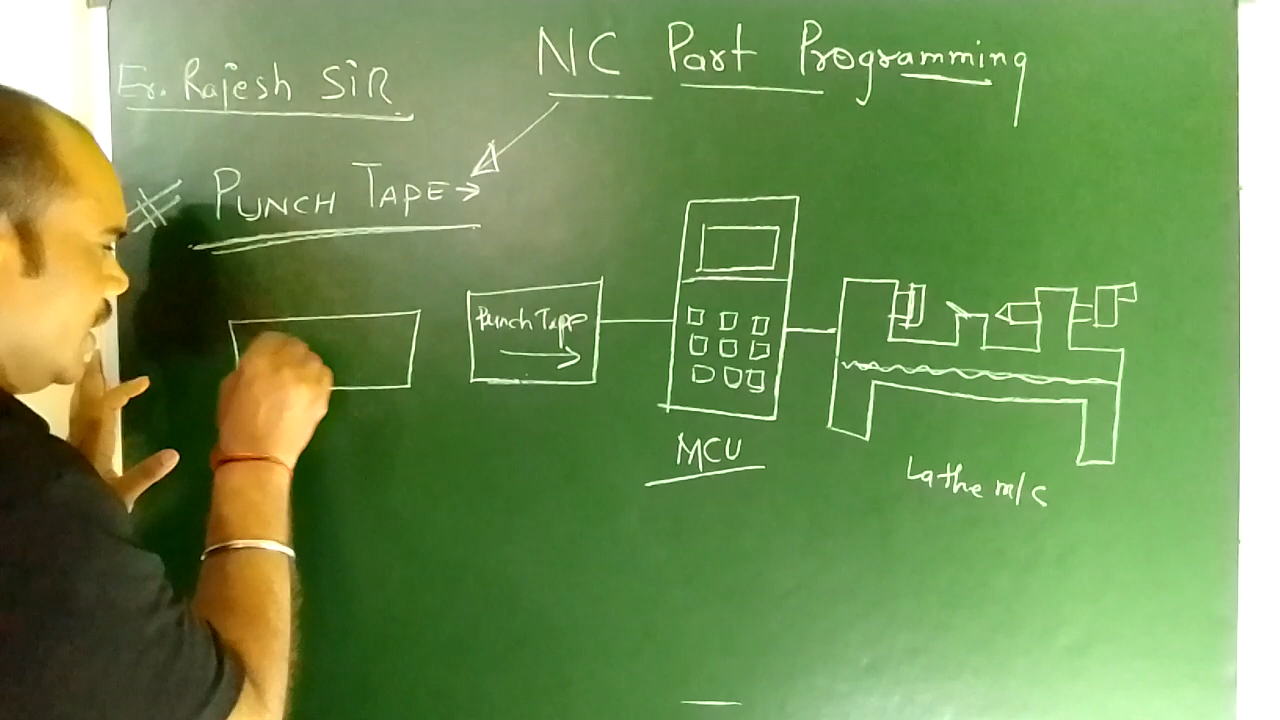 NC Part Programming
Er. Rajesh SIR
PUNCH TAPE
Punch Tape
MCU
Lathe m/c